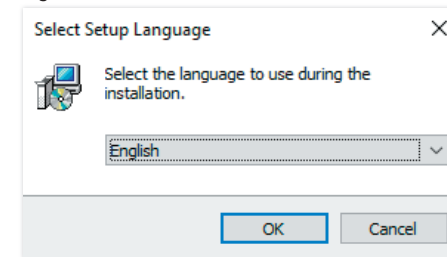 Select Setup Language
Select the language to use during the
installation.
English
OK
Cancel